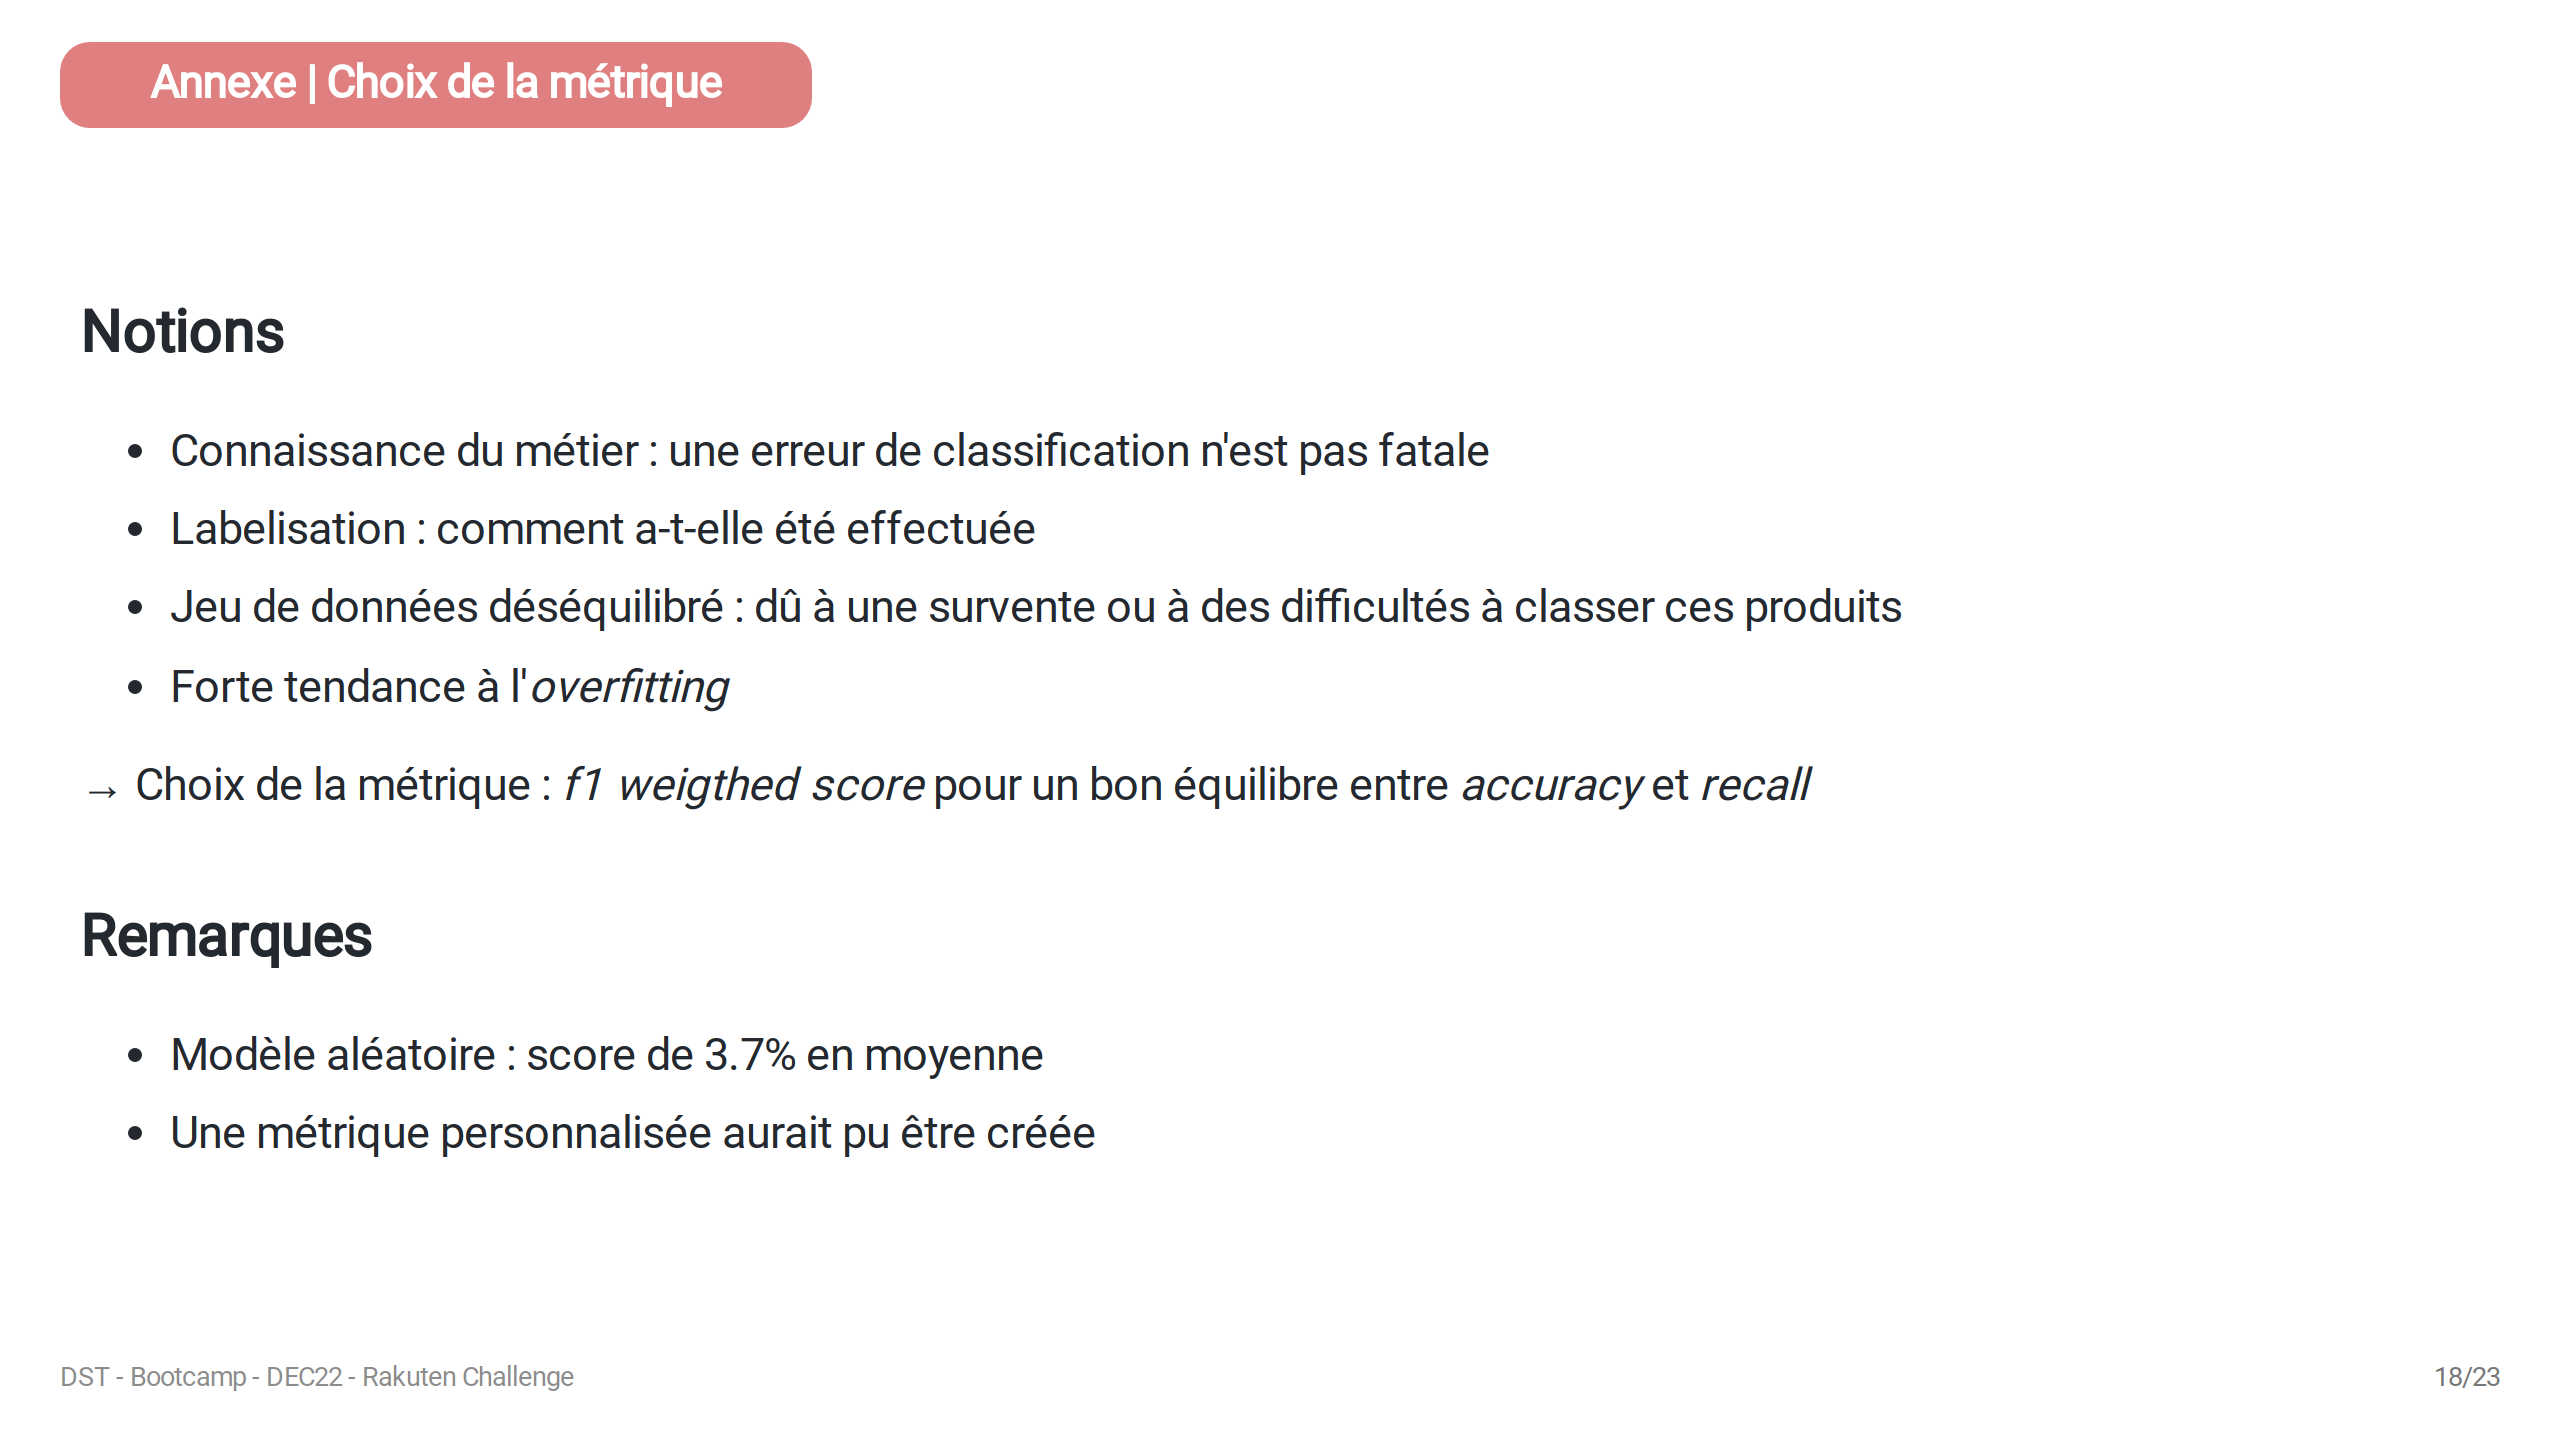 Annexe | Choix de la métrique
Notions
• Connaissance du métier : une erreur de classification n'est pas fatale
• Labelisation : comment a-t-elle été effectuée
• Jeu de données déséquilibré : dû à une survente ou à des difficultés à classer ces produits
• Forte tendance à l'overfitting
→ Choix de la métrique : f1 weigthed score pour un bon équilibre entre accuracy et recall
Remarques
• Modèle aléatoire : score de 3.7% en moyenne
• Une métrique personnalisée aurait pu être créée
DST - Bootcamp - DEC22 - Rakuten Challenge
18/23